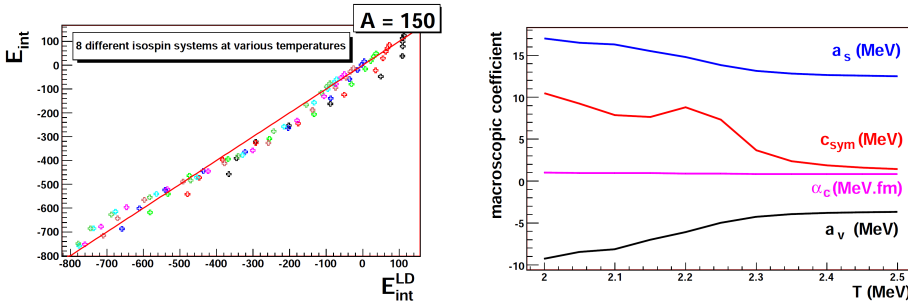 A = 150
E_int
8 different isospin systems at various temperatures
100
0
-100
-200
-300
-400
-500
-600
-700
-800
-800 -700 -600 -500 -400 -300 -200 -100 0 100
E_int^LD
macroscopic coefficient
15
10
5
0
-5
-10
a_s (MeV)
c_sym (MeV)
α_c (MeV.fm)
a_v (MeV)
2 2.1 2.2 2.3 2.4 2.5
T (MeV)